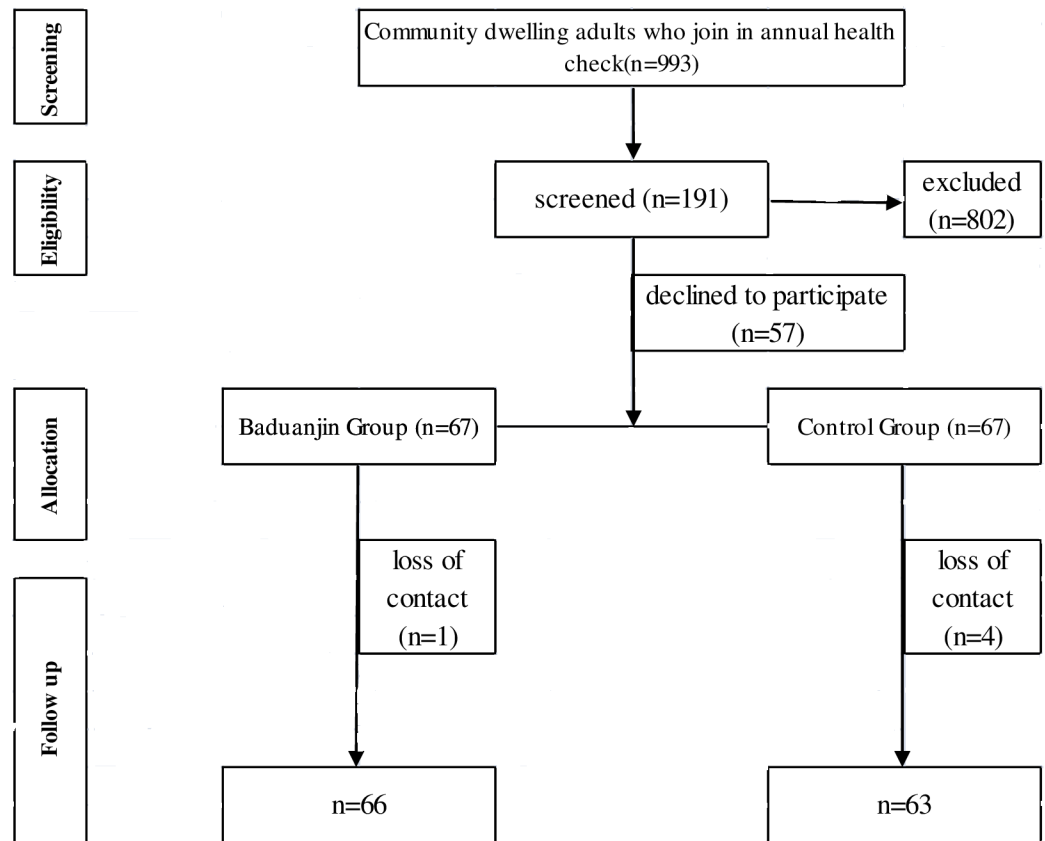 Screening
Community dwelling adults who join in annual health
check(n=993)
Eligibility
screened (n=191)
excluded
(n=802)
declined to participate
(n=57)
Allocation
Baduanjin Group (n=67)
Control Group (n=67)
loss of
contact
(n=1)
loss of
contact
(n=4)
Follow up
n=66
n=63